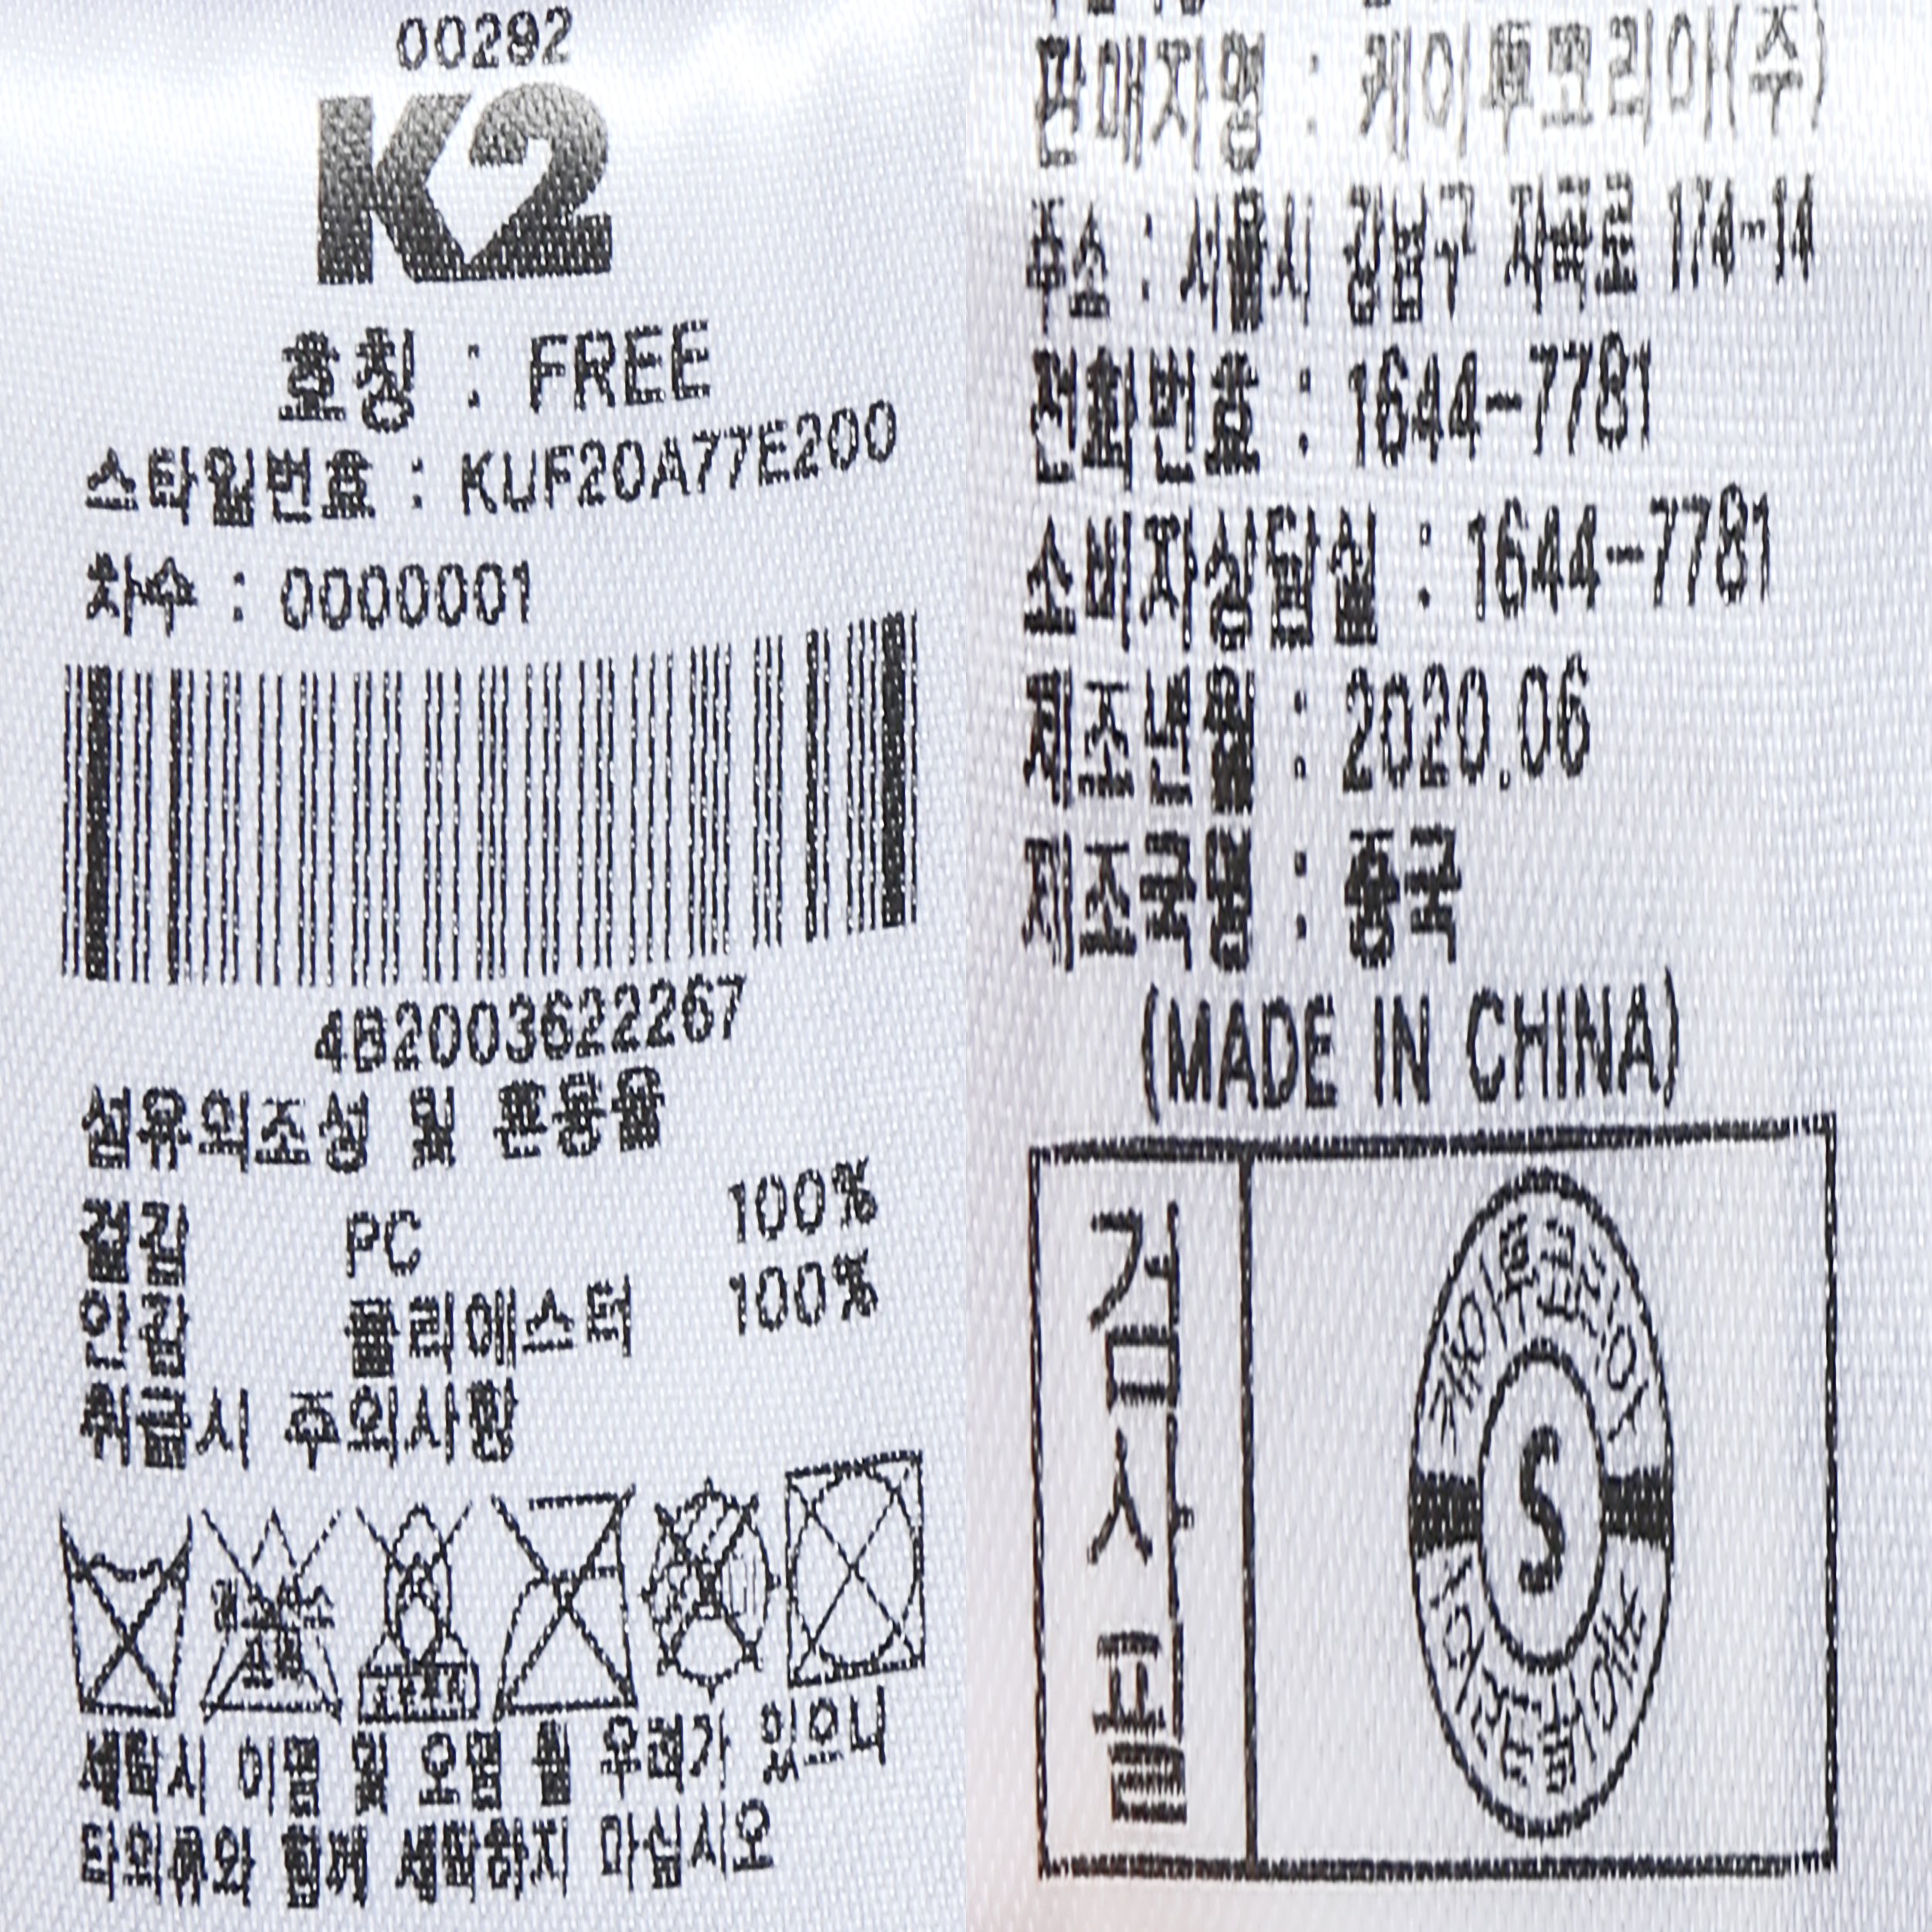 00292
K2
호칭 : FREE
스타일번호 : KUF20A77E200
차수 : 0000001
4B2003622267
섬유의조성 및 혼용율
겉감 PC 100%
안감 폴리에스터 100%
취급시 주의사항
세탁시 이염 및 오염 될 우려가 있으니
타의류와 함께 세탁하지 마십시오
판매자명 : 케이투코리아(주)
주소 : 서울시 강남구 자곡로 174-14
전화번호 : 1644-7781
소비자상담실 : 1644-7781
제조년월 : 2020.06
제조국명 : 중국
(MADE IN CHINA)
검사필
S